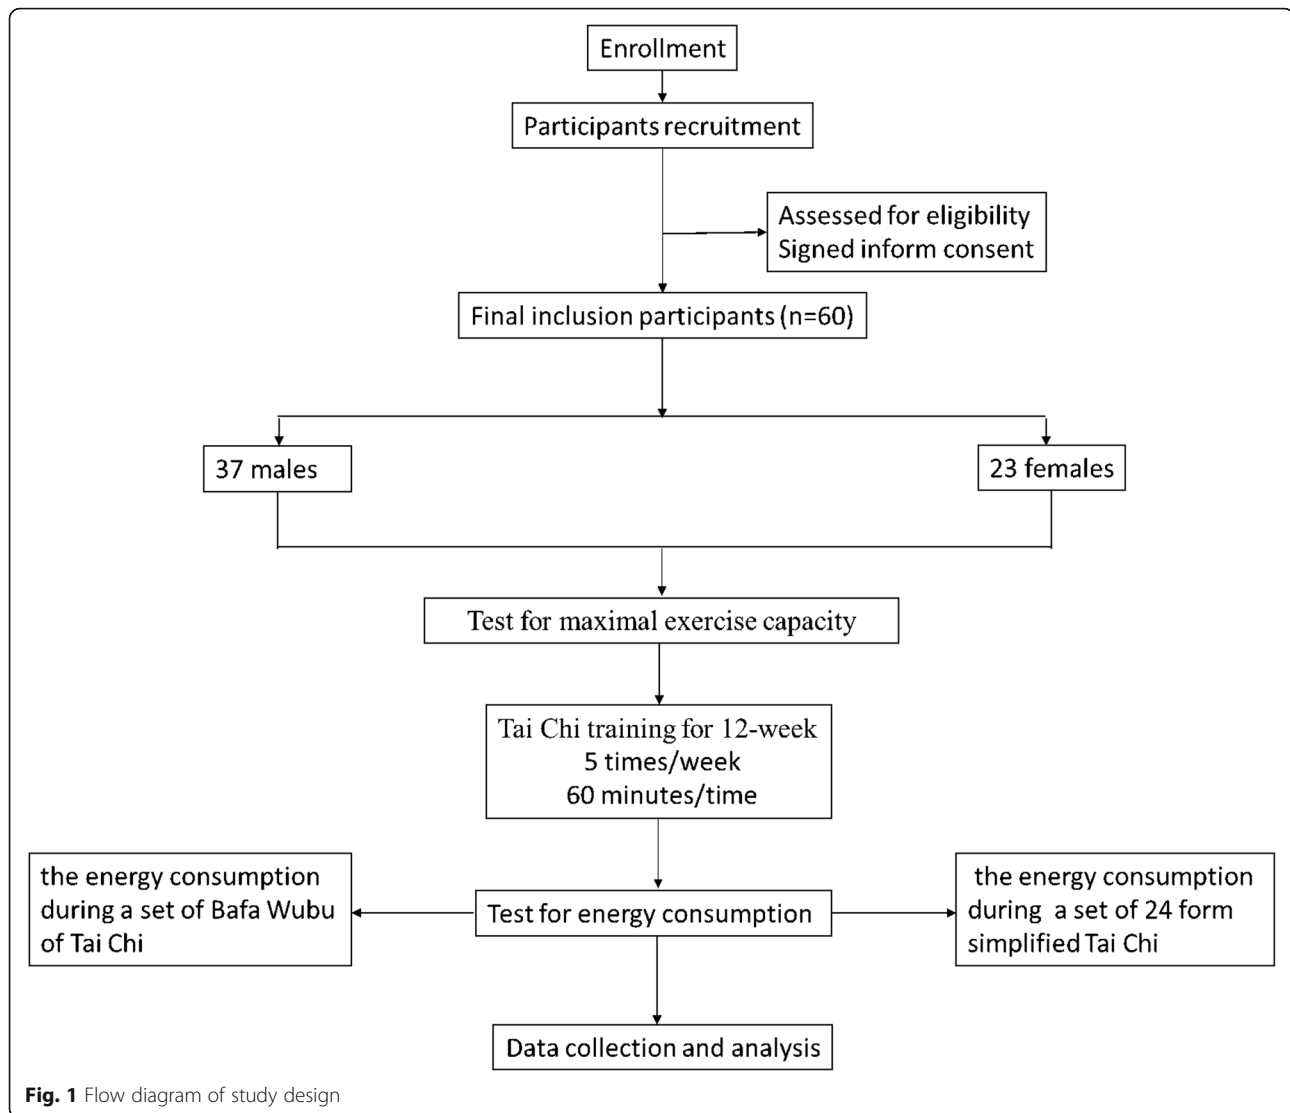 Enrollment
Participants recruitment
Assessed for eligibility
Signed inform consent
Final inclusion participants (n=60)
37 males
23 females
Test for maximal exercise capacity
Tai Chi training for 12-week
5 times/week
60 minutes/time
the energy consumption
during a set of Bafa Wubu
of Tai Chi
Test for energy consumption
the energy consumption
during a set of 24 form
simplified Tai Chi
Data collection and analysis
Fig. 1 Flow diagram of study design